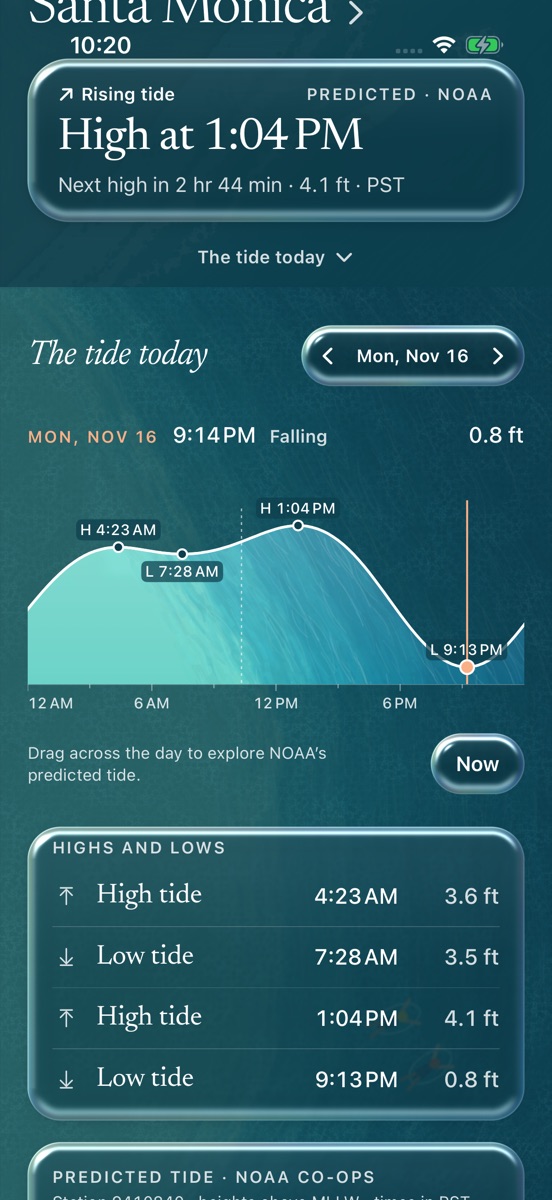 Santa Monica
10:20
Rising tide
PREDICTED · NOAA
High at 1:04 PM
Next high in 2 hr 44 min · 4.1 ft · PST
The tide today
The tide today
Mon, Nov 16
MON, NOV 16 9:14 PM Falling 0.8 ft
H 1:04 PM
H 4:23 AM
L 7:28 AM
L 9:13 PM
12 AM 6 AM 12 PM 6 PM
Drag across the day to explore NOAA's
predicted tide.
Now
HIGHS AND LOWS
High tide 4:23 AM 3.6 ft
Low tide 7:28 AM 3.5 ft
High tide 1:04 PM 4.1 ft
Low tide 9:13 PM 0.8 ft
PREDICTED TIDE · NOAA CO-OPS